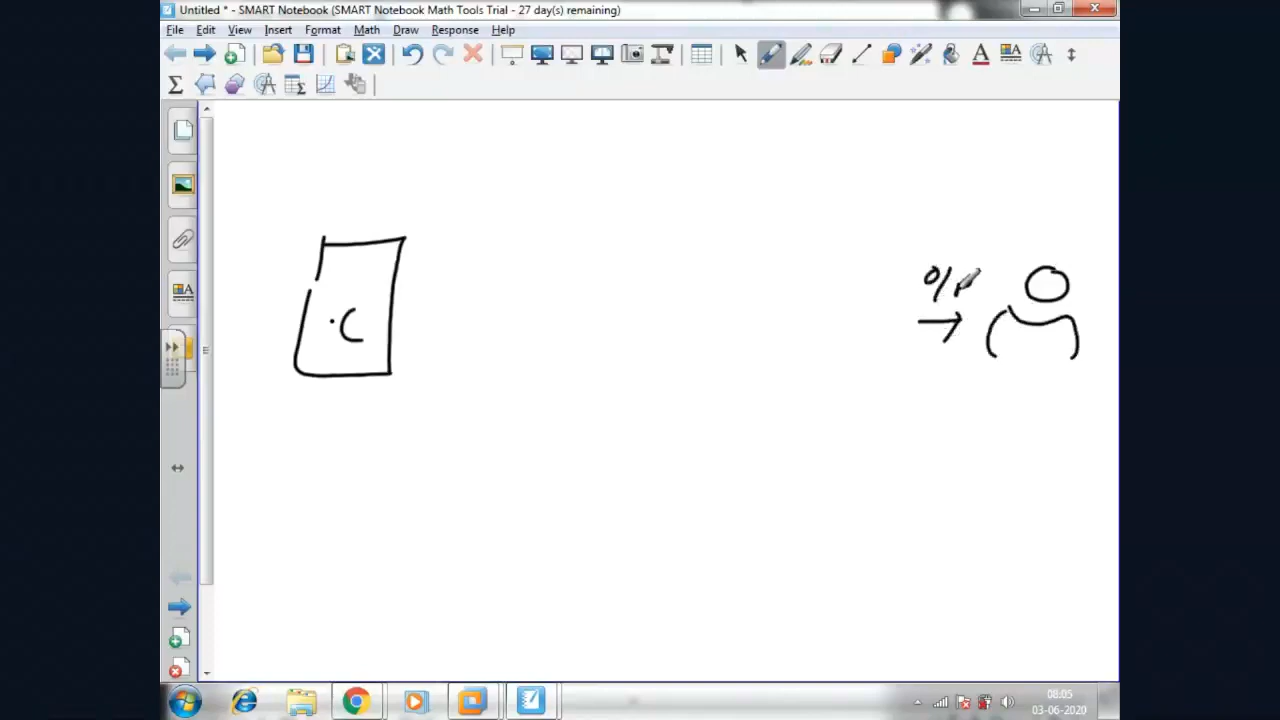 Untitled * - SMART Notebook (SMART Notebook Math Tools Trial - 27 day(s) remaining)
File Edit View Insert Format Math Draw Response Help
.C
O/P
08:05
03-06-2020